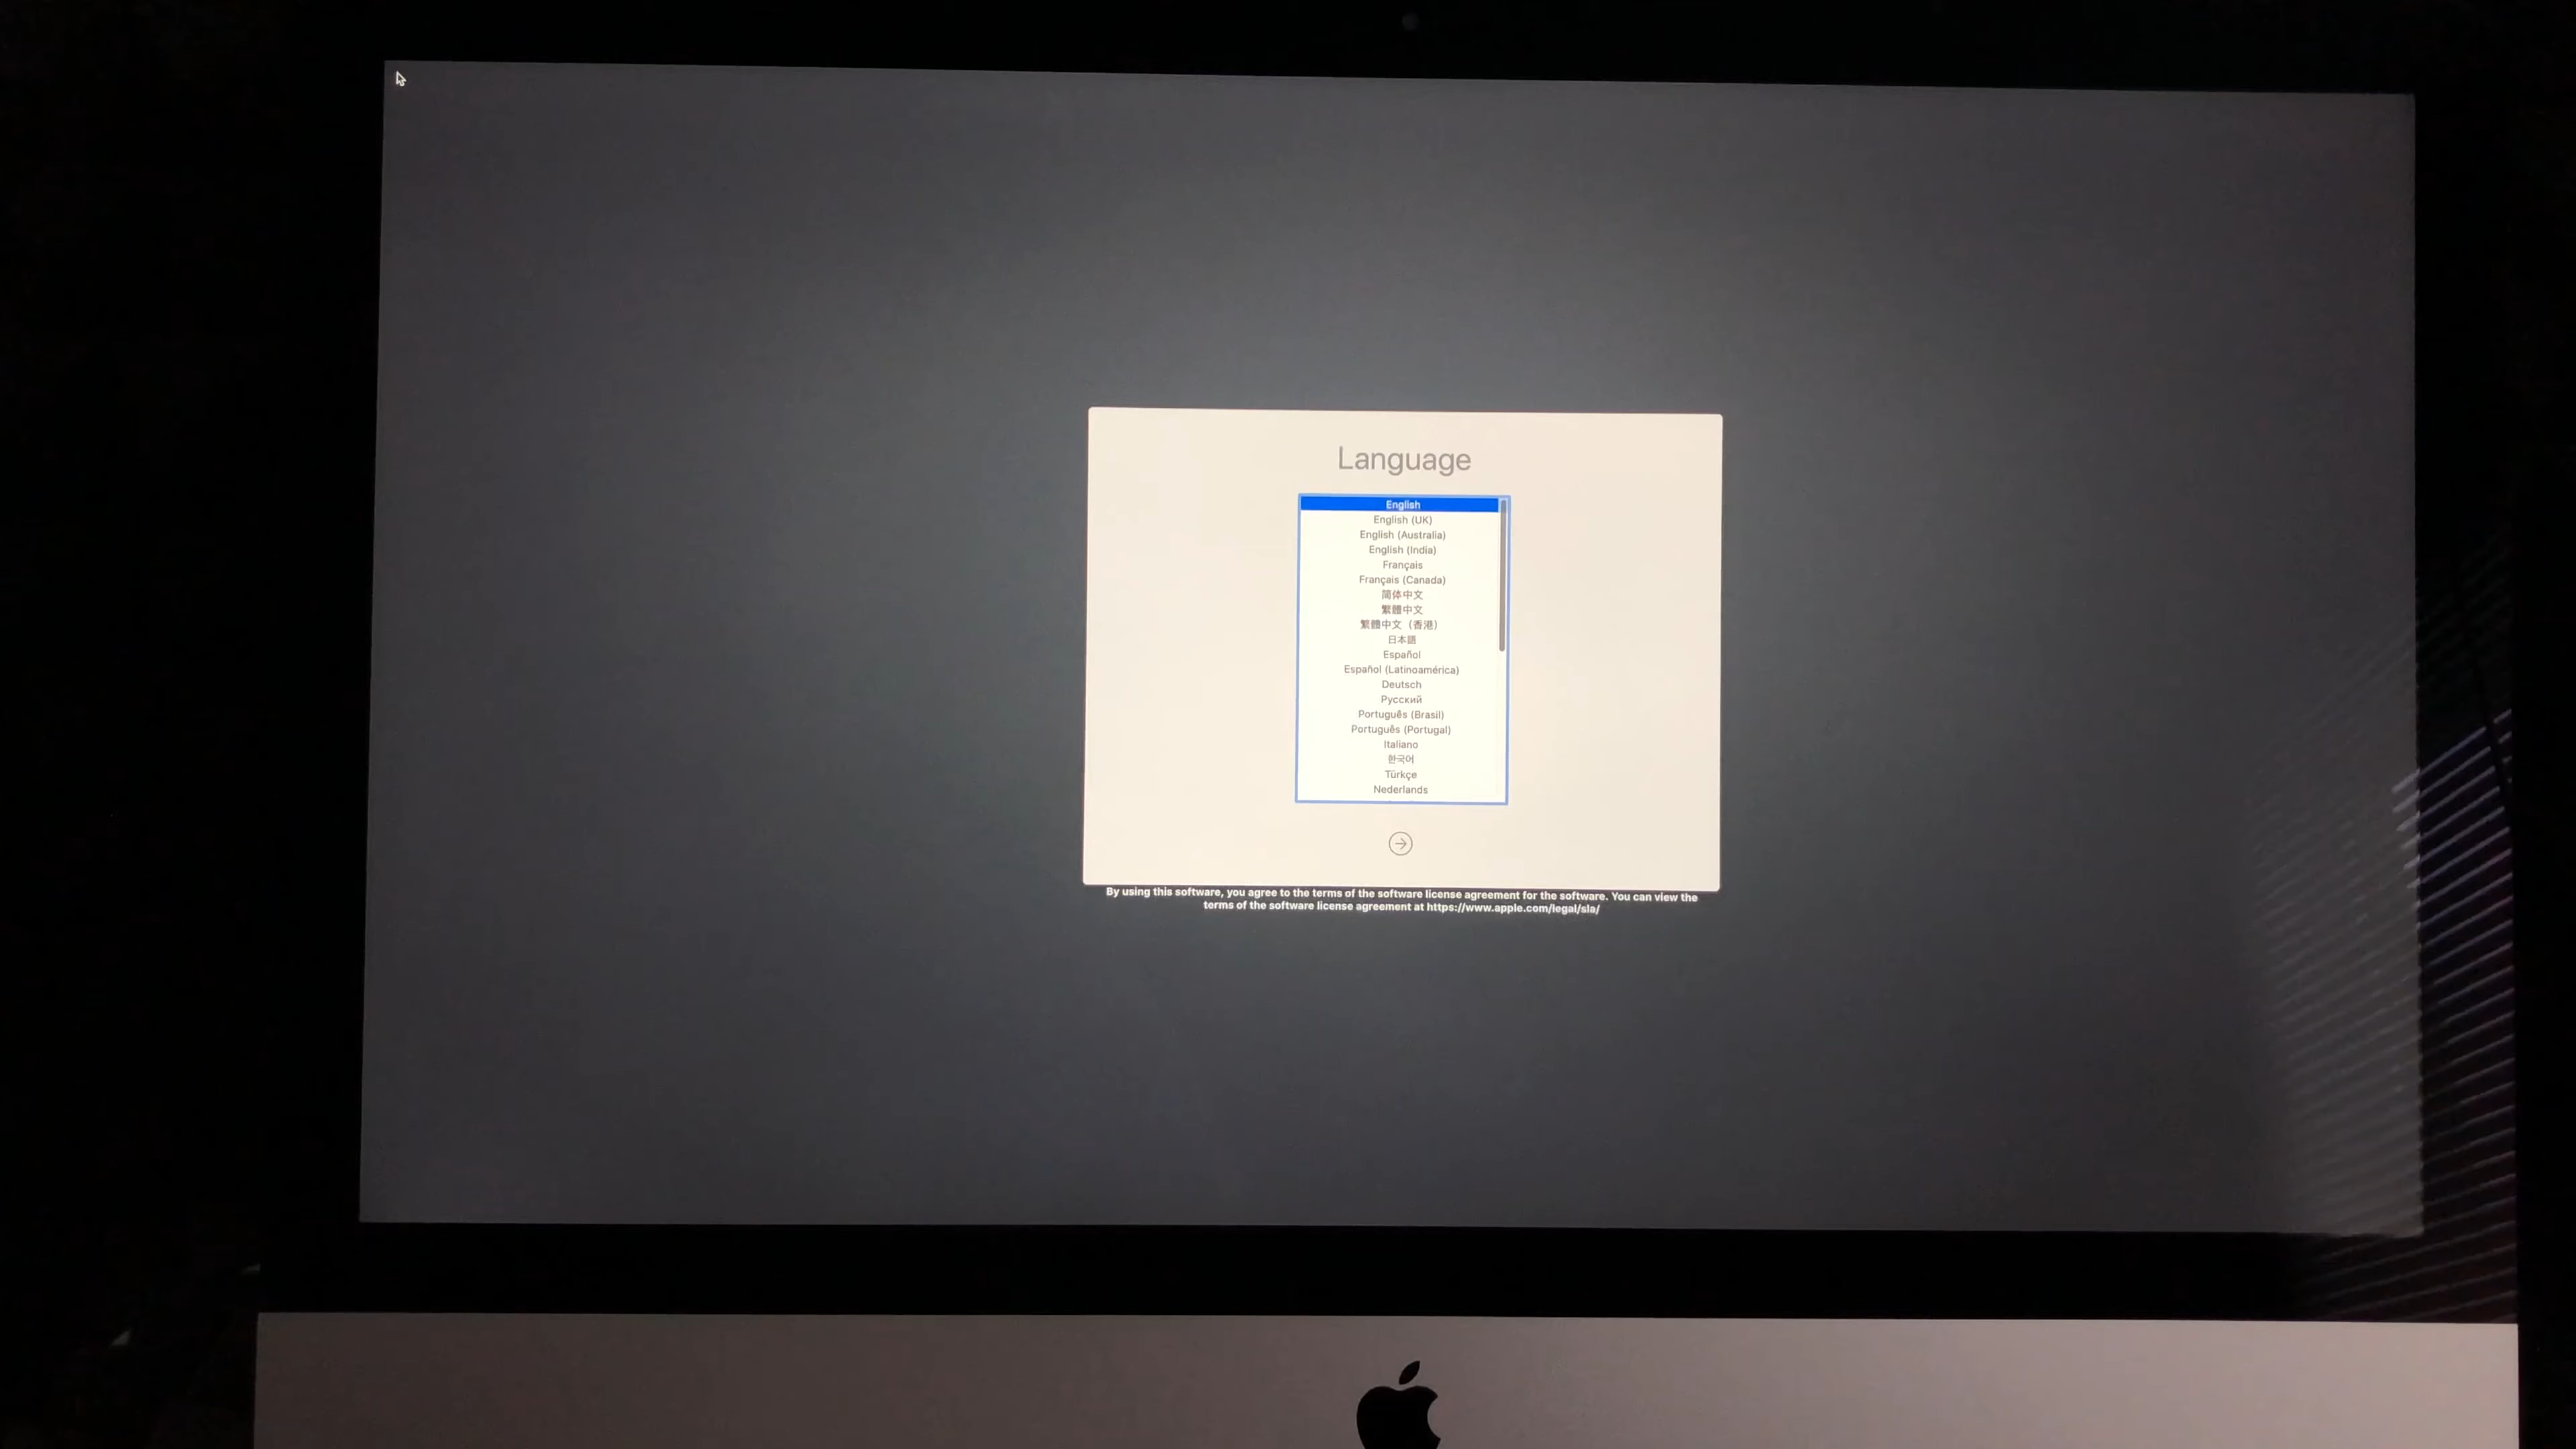 Language
English
English (UK)
English (Australia)
English (India)
Français
Français (Canada)
简体中文
繁體中文
繁體中文（香港）
日本語
Español
Español (Latinoamérica)
Deutsch
Русский
Português (Brasil)
Português (Portugal)
Italiano
한국어
Türkçe
Nederlands
By using this software, you agree to the terms of the software license agreement for the software. You can view the
terms of the software license agreement at https://www.apple.com/legal/sla/